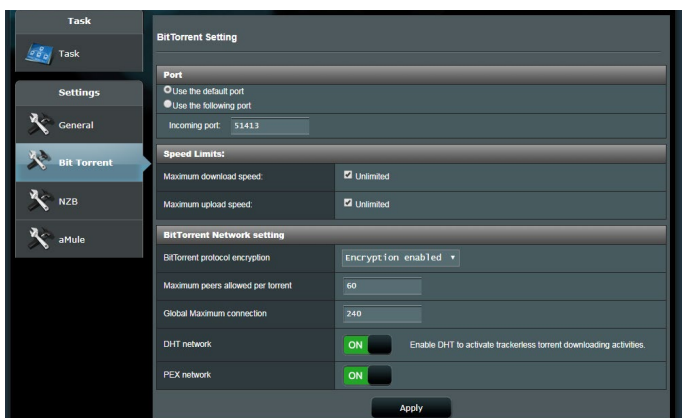 Task
Task
Settings
General
Bit Torrent
NZB
aMule
BitTorrent Setting
Port
Use the default port
Use the following port
Incoming port: 51413
Speed Limits:
Maximum download speed: Unlimited
Maximum upload speed: Unlimited
BitTorrent Network setting
BitTorrent protocol encryption Encryption enabled
Maximum peers allowed per torrent 60
Global Maximum connection 240
DHT network ON Enable DHT to activate trackerless torrent downloading activities.
PEX network ON
Apply